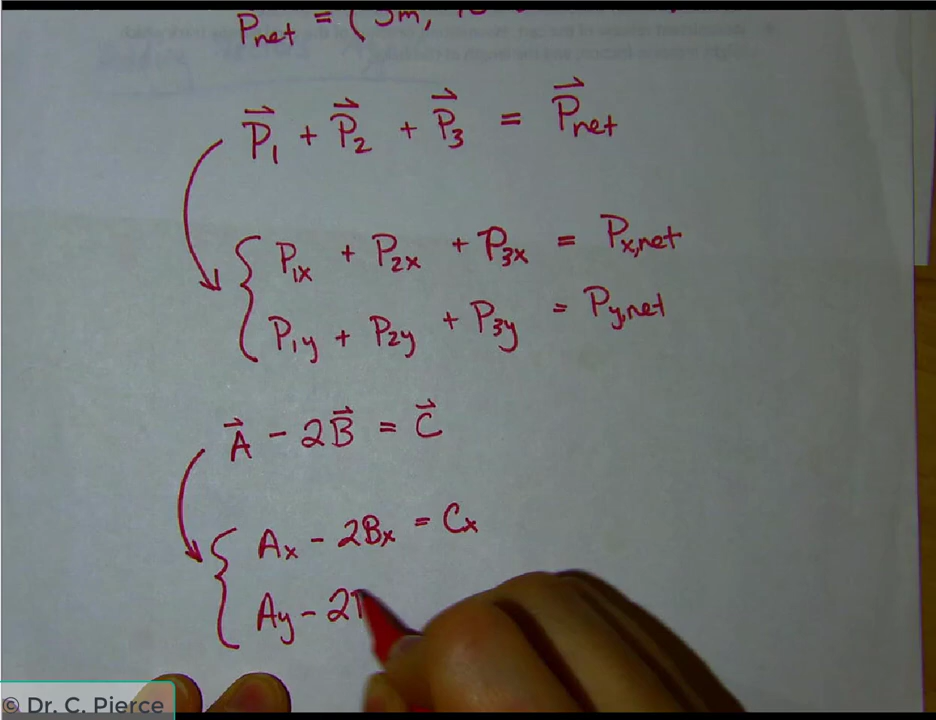 P⃗net = (3m,
P⃗₁ + P⃗₂ + P⃗₃ = P⃗net
P₁x + P₂x + P₃x = Px,net
P₁y + P₂y + P₃y = Py,net
A⃗ - 2B⃗ = C⃗
Ax - 2Bx = Cx
Ay - 2
© Dr. C. Pierce